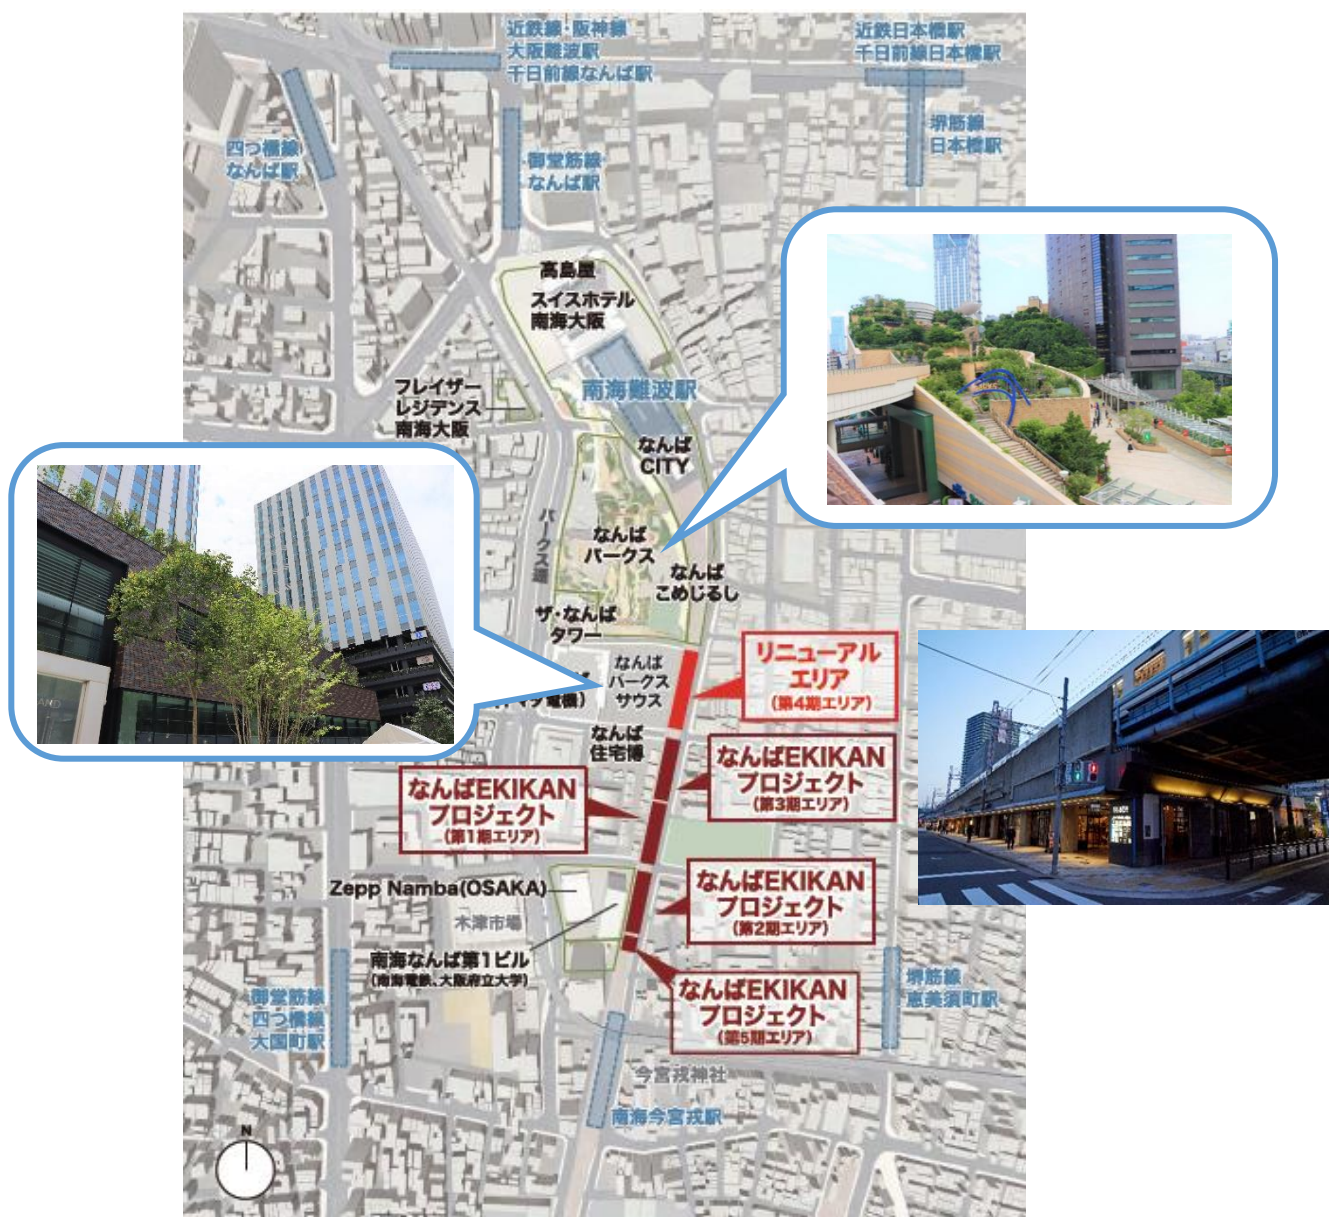 近鉄線・阪神線
大阪難波駅
千日前線なんば駅
近鉄日本橋駅
千日前線日本橋駅
四つ橋線
なんば駅
御堂筋線
なんば駅
堺筋線
日本橋駅
高島屋
スイスホテル
南海大阪
南海難波駅
フレイザー
レジデンス
南海大阪
なんば
CITY
パークス通
なんば
パークス
なんば
こめじるし
ザ・なんば
タワー
なんば
パークス
サウス
マダ電機)
なんば
住宅博
リニューアル
エリア
(第4期エリア)
なんばEKIKAN
プロジェクト
(第3期エリア)
なんばEKIKAN
プロジェクト
(第1期エリア)
なんばEKIKAN
プロジェクト
(第2期エリア)
Zepp Namba(OSAKA)
木津市場
南海なんば第1ビル
(南海電鉄、大阪府立大学)
なんばEKIKAN
プロジェクト
(第5期エリア)
堺筋線
恵美須町駅
御堂筋線
四つ橋線
大国町駅
今宮戎神社
南海今宮戎駅
N